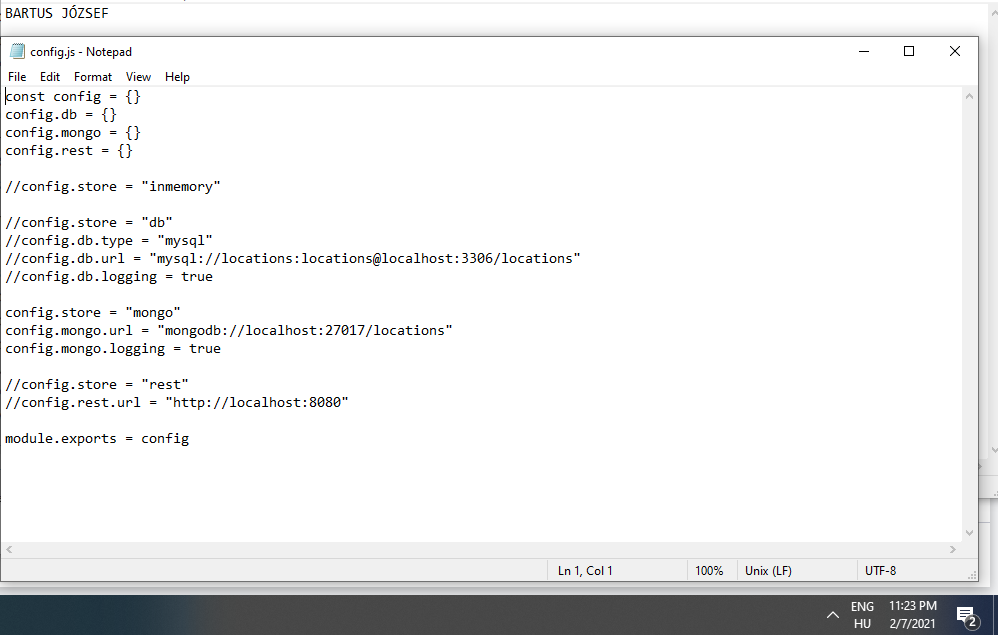 BARTUS JÓZSEF
config.js - Notepad
File Edit Format View Help
const config = {}
config.db = {}
config.mongo = {}
config.rest = {}
//config.store = "inmemory"
//config.store = "db"
//config.db.type = "mysql"
//config.db.url = "mysql://locations:locations@localhost:3306/locations"
//config.db.logging = true
config.store = "mongo"
config.mongo.url = "mongodb://localhost:27017/locations"
config.mongo.logging = true
//config.store = "rest"
//config.rest.url = "http://localhost:8080"
module.exports = config
Ln 1, Col 1 100% Unix (LF) UTF-8
ENG 11:23 PM
HU 2/7/2021 2